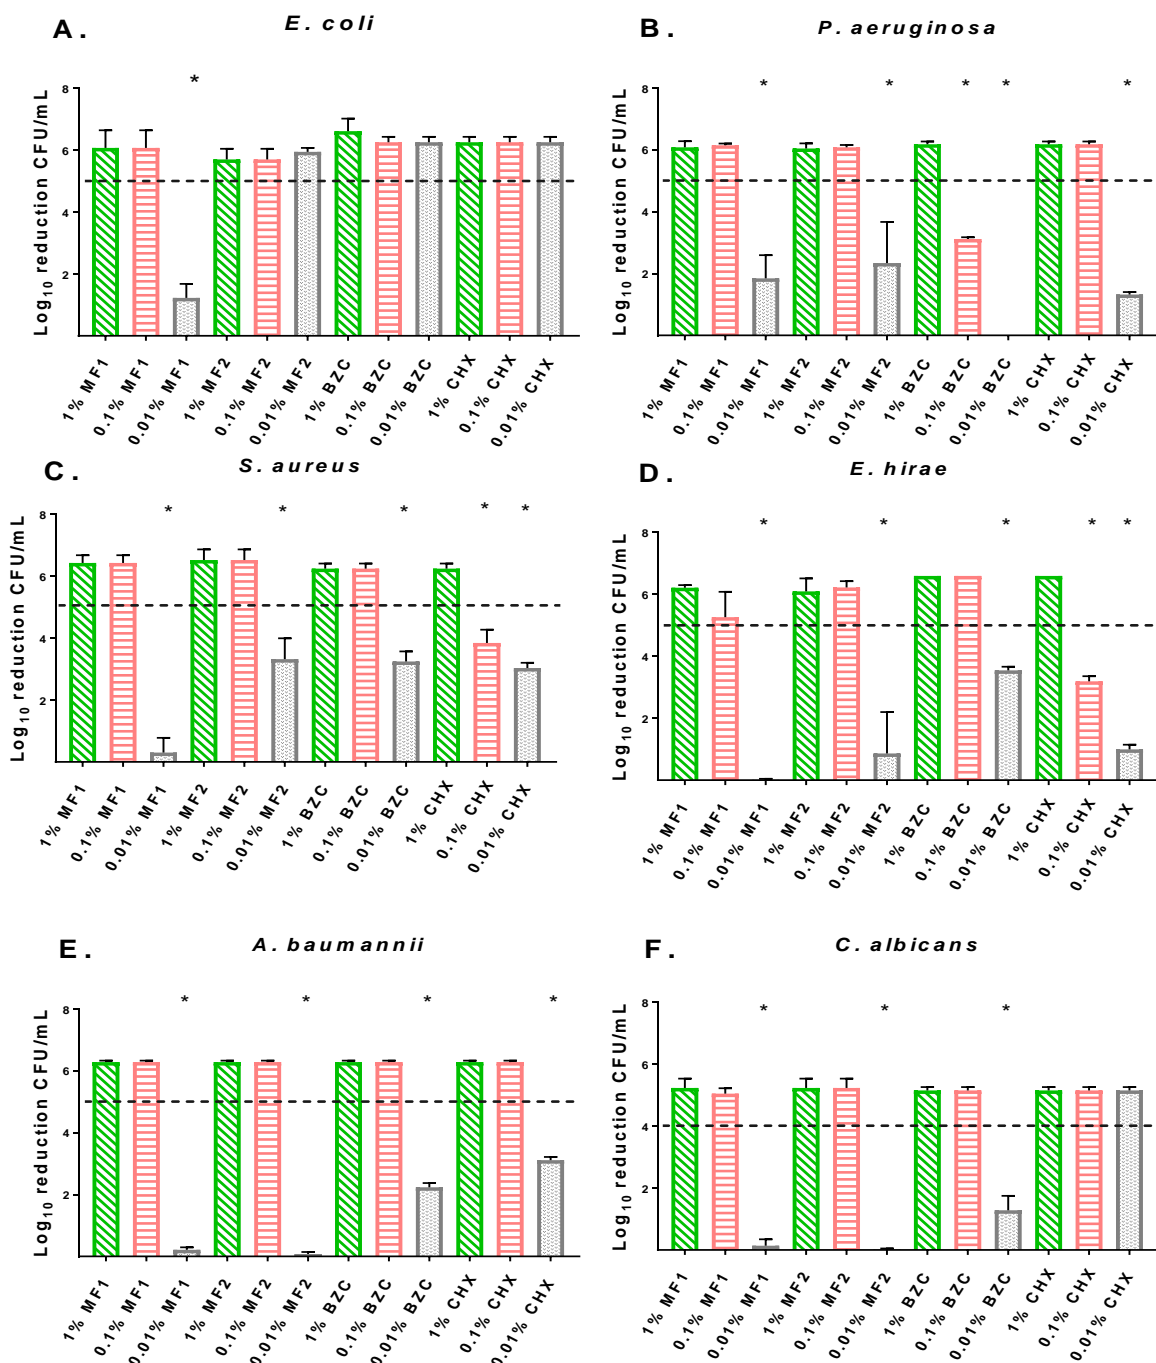 A. E. coli
Log10 reduction CFU/mL
8
6
4
2
*
1% MF1
0.1% MF1
0.01% MF1
1% MF2
0.1% MF2
0.01% MF2
1% BZC
0.1% BZC
0.01% BZC
1% CHX
0.1% CHX
0.01% CHX
B. P. aeruginosa
Log10 reduction CFU/mL
8
6
4
2
* * * * *
1% MF1
0.1% MF1
0.01% MF1
1% MF2
0.1% MF2
0.01% MF2
1% BZC
0.1% BZC
0.01% BZC
1% CHX
0.1% CHX
0.01% CHX
C. S. aureus
Log10 reduction CFU/mL
8
6
4
2
* * * * *
1% MF1
0.1% MF1
0.01% MF1
1% MF2
0.1% MF2
0.01% MF2
1% BZC
0.1% BZC
0.01% BZC
1% CHX
0.1% CHX
0.01% CHX
D. E. hirae
Log10 reduction CFU/mL
8
6
4
2
* * * * *
1% MF1
0.1% MF1
0.01% MF1
1% MF2
0.1% MF2
0.01% MF2
1% BZC
0.1% BZC
0.01% BZC
1% CHX
0.1% CHX
0.01% CHX
E. A. baumannii
Log10 reduction CFU/mL
8
6
4
2
* * * *
1% MF1
0.1% MF1
0.01% MF1
1% MF2
0.1% MF2
0.01% MF2
1% BZC
0.1% BZC
0.01% BZC
1% CHX
0.1% CHX
0.01% CHX
F. C. albicans
Log10 reduction CFU/mL
8
6
4
2
* * *
1% MF1
0.1% MF1
0.01% MF1
1% MF2
0.1% MF2
0.01% MF2
1% BZC
0.1% BZC
0.01% BZC
1% CHX
0.1% CHX
0.01% CHX